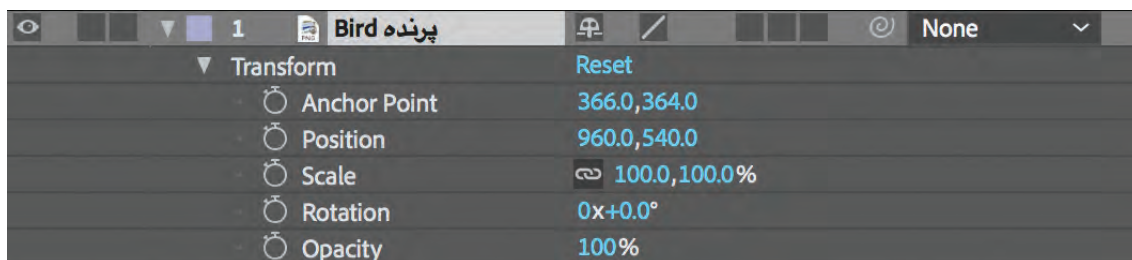 1 PNG Bird پرنده None
Transform Reset
Anchor Point 366.0,364.0
Position 960.0,540.0
Scale 100.0,100.0%
Rotation 0x+0.0°
Opacity 100%